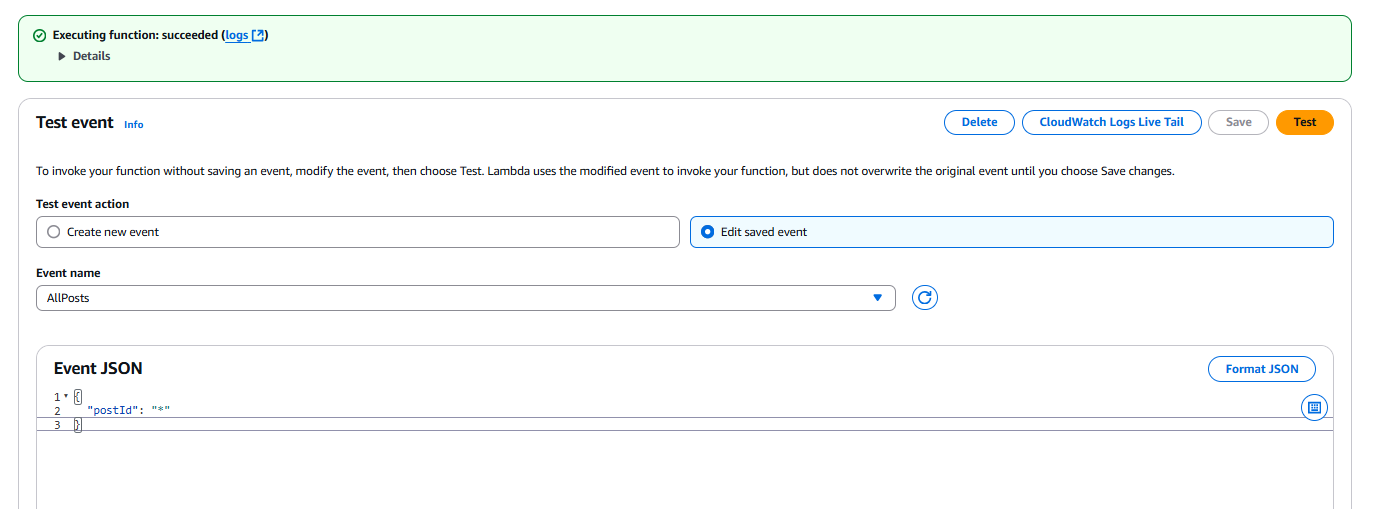 Executing function: succeeded (logs)
Details
Test event Info Delete CloudWatch Logs Live Tail Save Test
To invoke your function without saving an event, modify the event, then choose Test. Lambda uses the modified event to invoke your function, but does not overwrite the original event until you choose Save changes.
Test event action
Create new event Edit saved event
Event name
AllPosts
Event JSON Format JSON
1 {
2 "postId": "*"
3 }